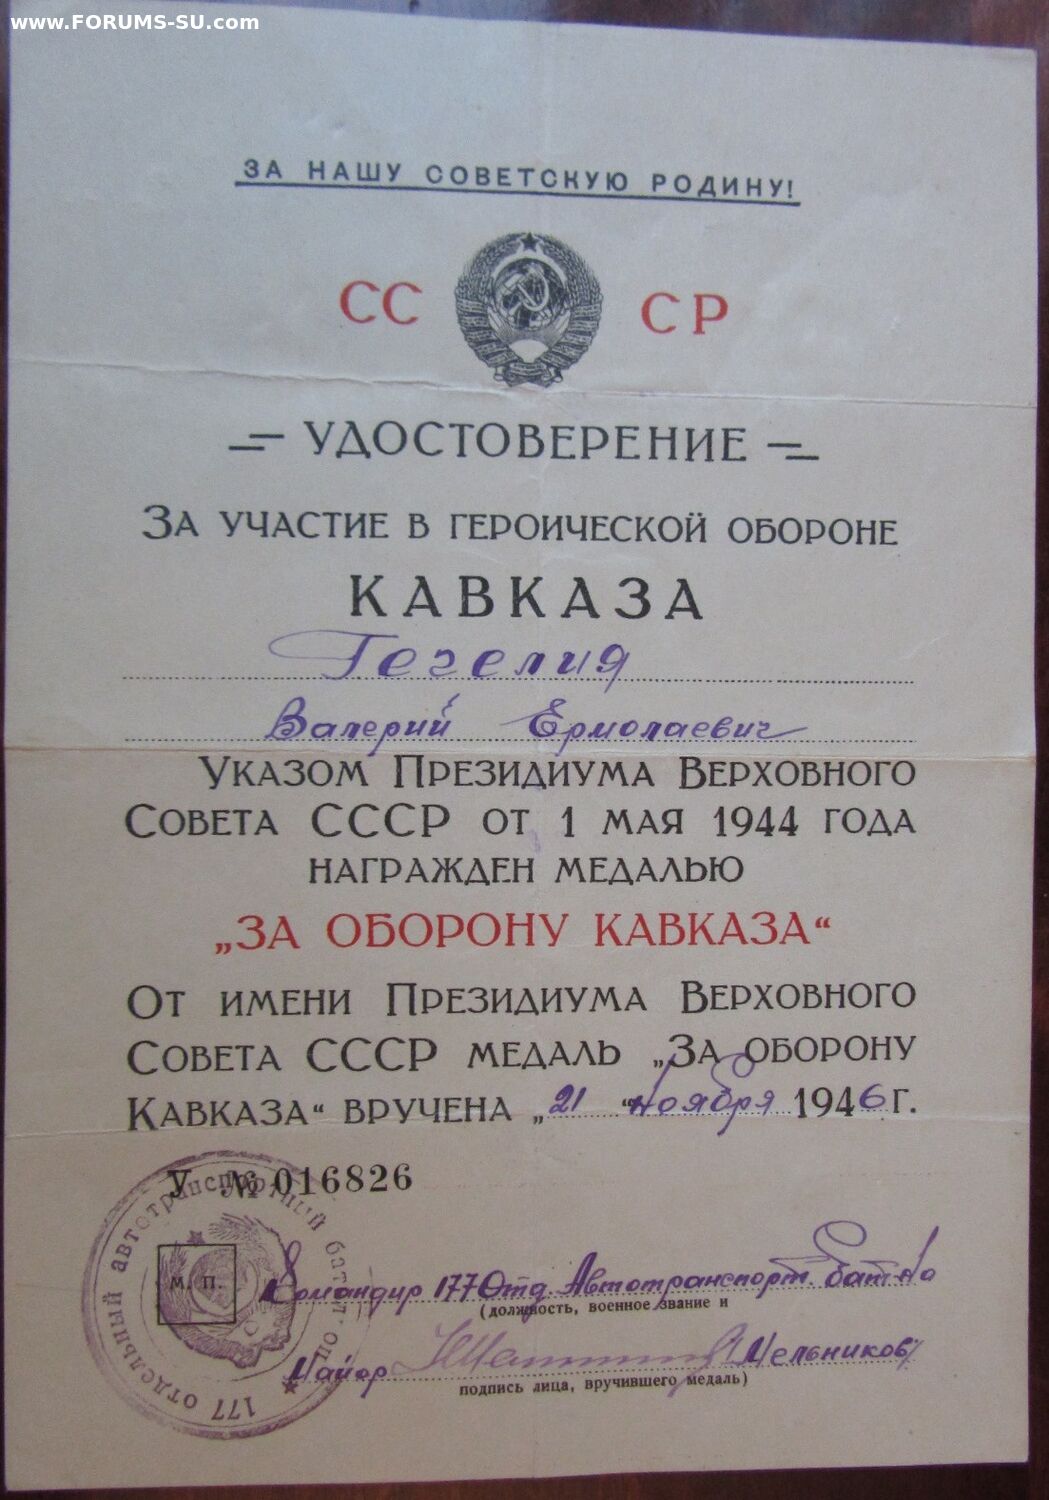 www.FORUMS-SU.com
ЗА НАШУ СОВЕТСКУЮ РОДИНУ!
СС СР
УДОСТОВЕРЕНИЕ
ЗА УЧАСТИЕ В ГЕРОИЧЕСКОЙ ОБОРОНЕ
КАВКАЗА
Гегелия
Валерий Ермолаевич
УКАЗОМ ПРЕЗИДИУМА ВЕРХОВНОГО
СОВЕТА СССР ОТ 1 МАЯ 1944 ГОДА
НАГРАЖДЕН МЕДАЛЬЮ
„ЗА ОБОРОНУ КАВКАЗА“
ОТ ИМЕНИ ПРЕЗИДИУМА ВЕРХОВНОГО
СОВЕТА СССР МЕДАЛЬ „ЗА ОБОРОНУ
КАВКАЗА“ ВРУЧЕНА „21“ ноября 1946 Г.
У № 016826
177 отдельный автотранспортный батал-он
М. П.
Командир 177 Отд. Автотранспорт. бат-на
(должность, военное звание и
Майор Мельников/
подпись лица, вручившего медаль)